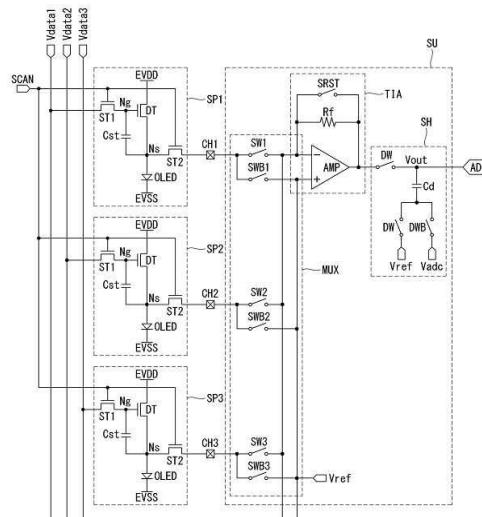 Vdata1
Vdata2
Vdata3
SU
SCAN
EVDD
SP1
SRST
TIA
Ng
DT
Rf
SH
ST1
Cst
CH1
SW1
Ns
ST2
SWB1
AMP
DW
Vout
AD
OLED
Cd
EVSS
DW
DWB
EVDD
SP2
MUX
Vref
Vadc
Ng
DT
ST1
Cst
CH2
SW2
Ns
ST2
SWB2
OLED
EVSS
EVDD
SP3
Ng
DT
ST1
Cst
CH3
SW3
Ns
ST2
SWB3
Vref
OLED
EVSS